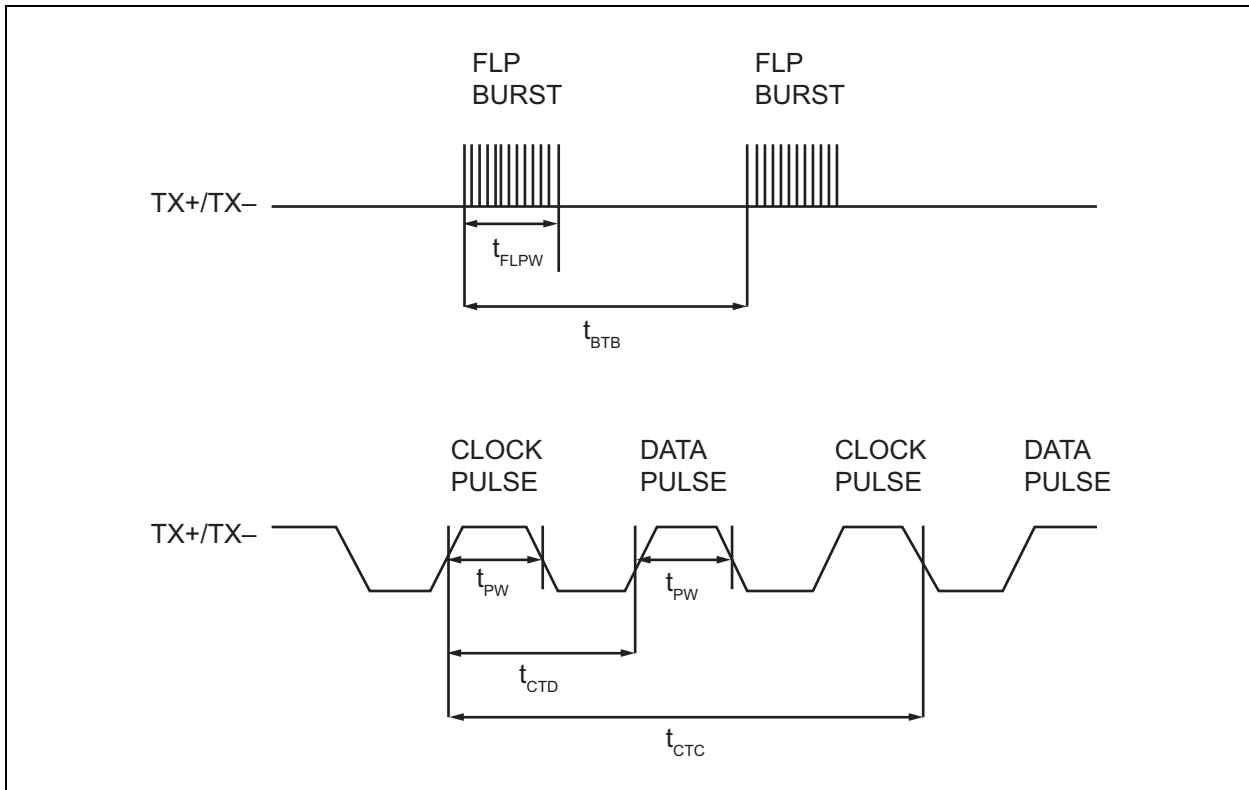 FLP
BURST
FLP
BURST
TX+/TX–
tFLPW
tBTB
CLOCK
PULSE
DATA
PULSE
CLOCK
PULSE
DATA
PULSE
TX+/TX–
tPW
tPW
tCTD
tCTC